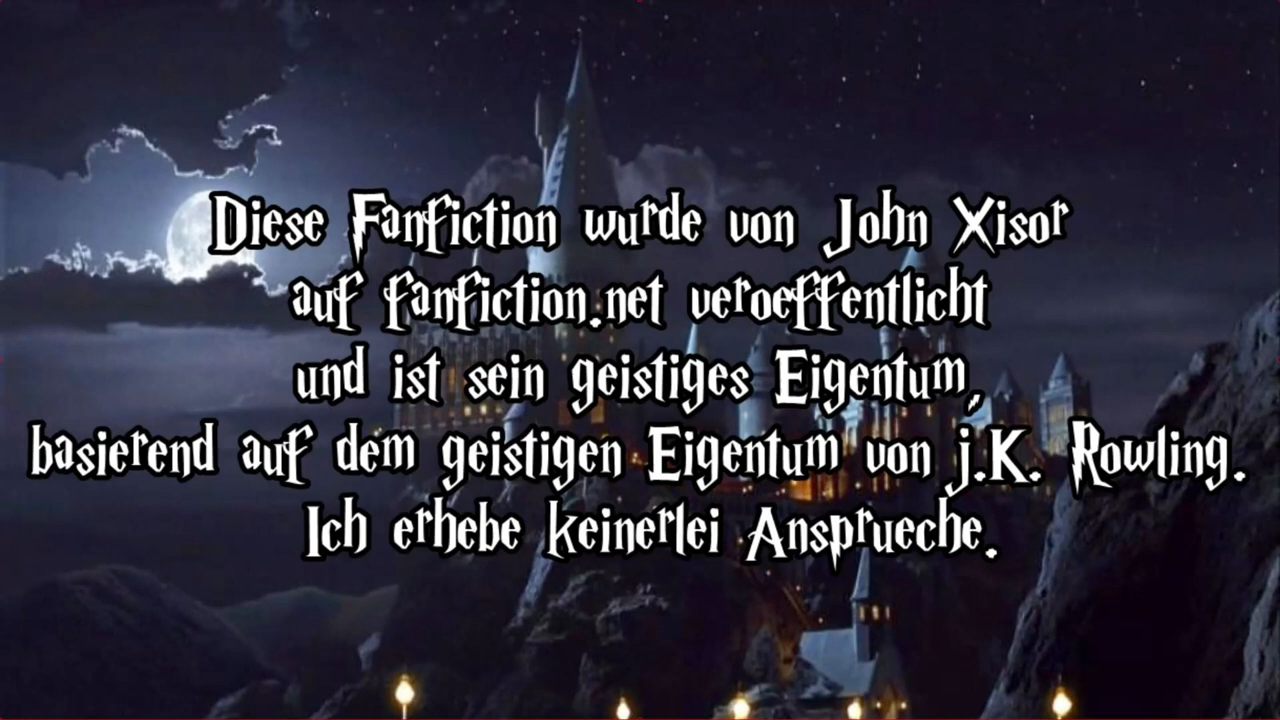 Diese Fanfiction wurde von John Xisor
auf fanfiction.net veroeffentlicht
und ist sein geistiges Eigentum,
basierend auf dem geistigen Eigentum von j.K. Rowling.
Ich erhebe keinerlei Ansprueche.